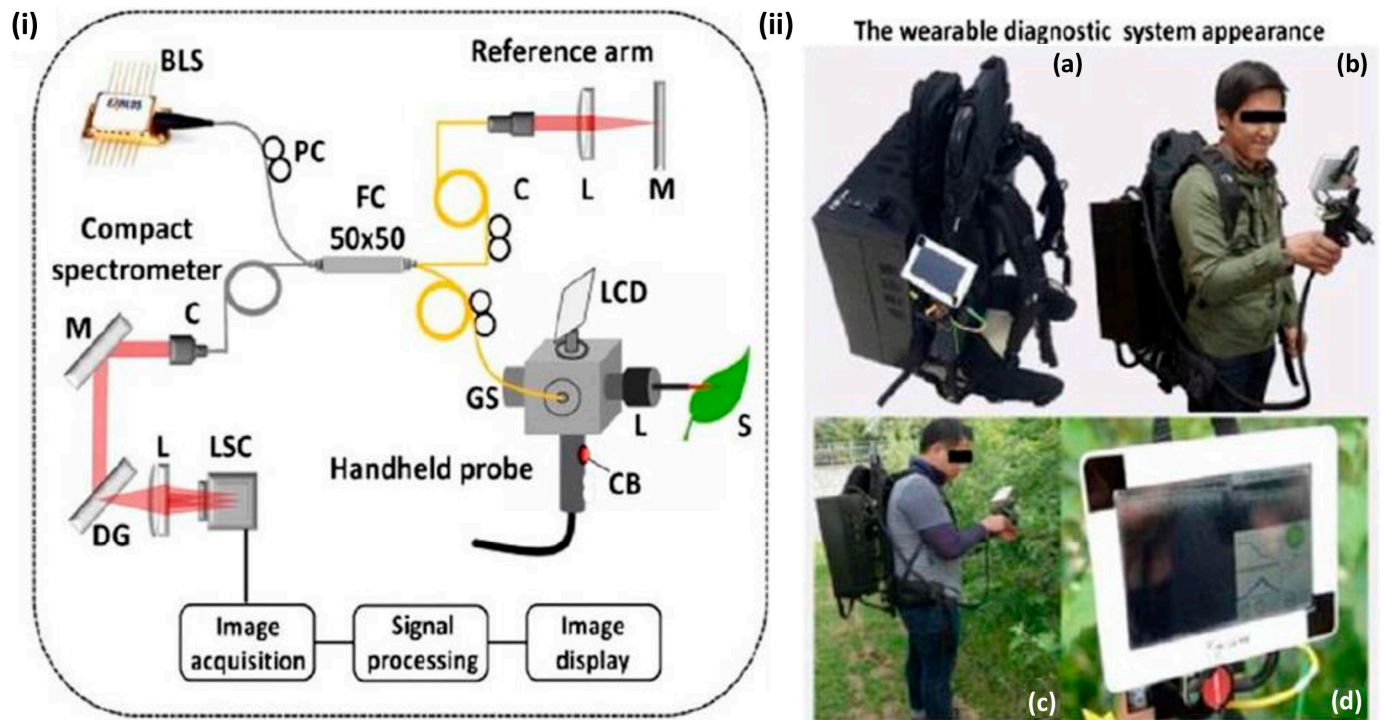 (i)
BLS
PC
FC
50x50
Reference arm
C
L
M
Compact
spectrometer
M
C
DG
L
LSC
LCD
GS
L
S
Handheld probe
CB
Image
acquisition
Signal
processing
Image
display
(ii)
The wearable diagnostic system appearance
(a)
(b)
(c)
(d)